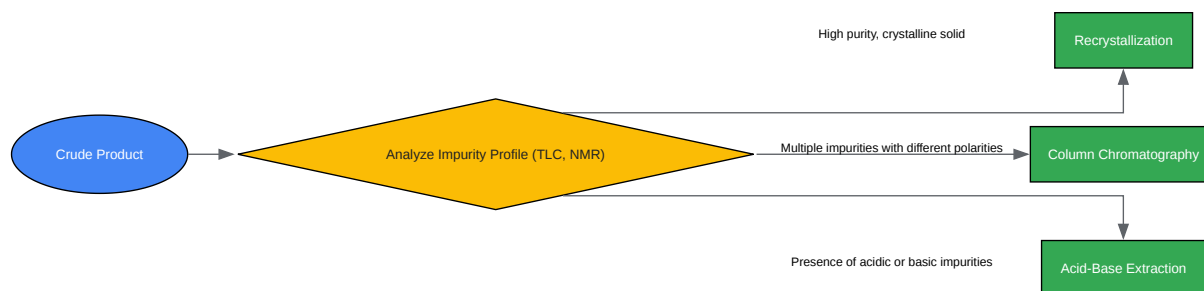 High purity, crystalline solid
Recrystallization
Crude Product
Analyze Impurity Profile (TLC, NMR)
Multiple impurities with different polarities
Column Chromatography
Presence of acidic or basic impurities
Acid-Base Extraction